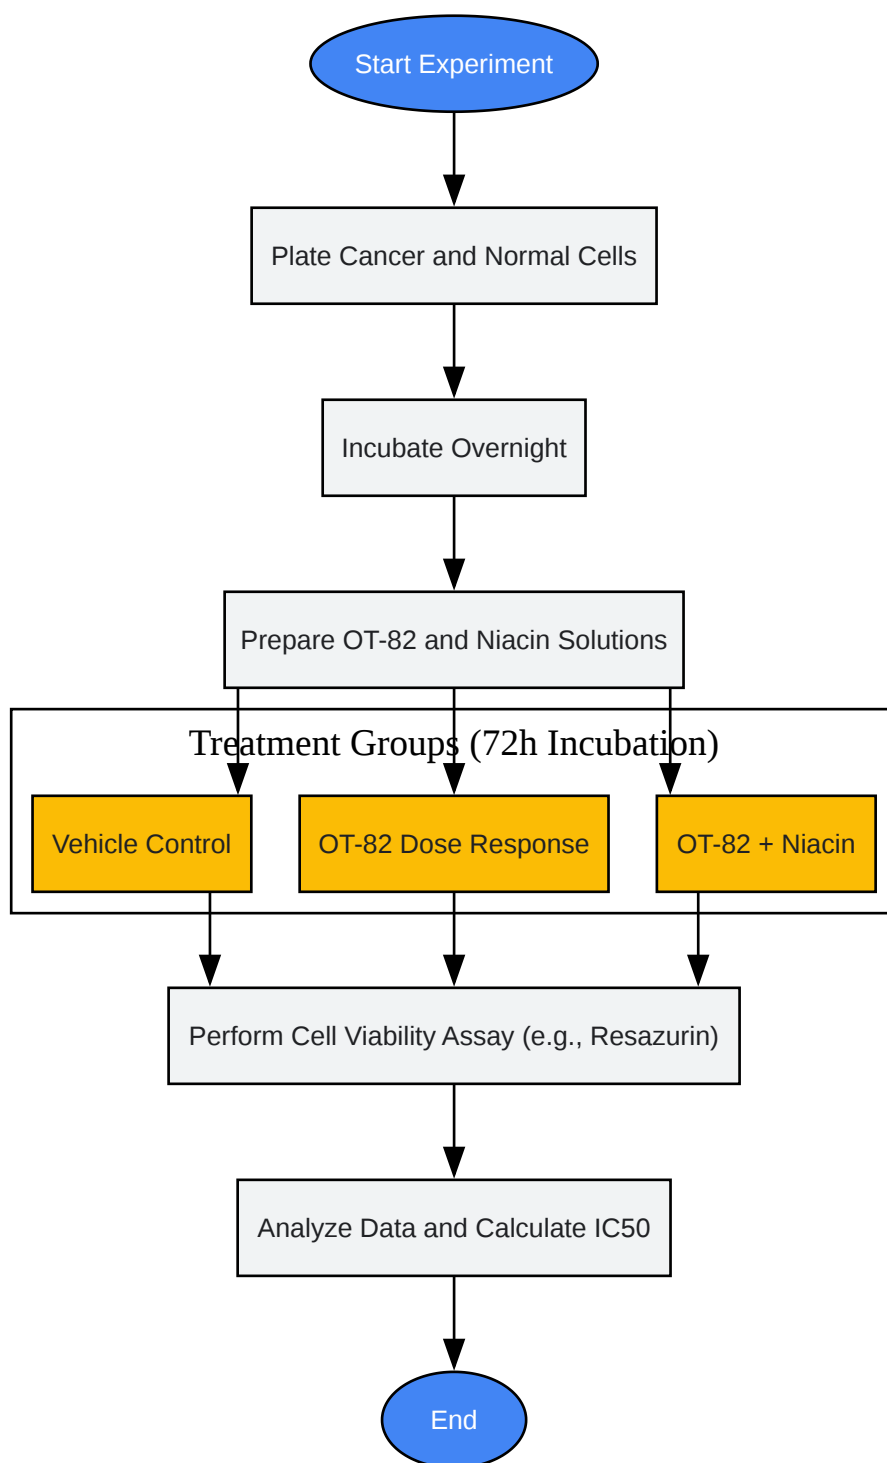 Start Experiment
Plate Cancer and Normal Cells
Incubate Overnight
Prepare OT-82 and Niacin Solutions
Treatment Groups (72h Incubation)
Vehicle Control
OT-82 Dose Response
OT-82 + Niacin
Perform Cell Viability Assay (e.g., Resazurin)
Analyze Data and Calculate IC50
End